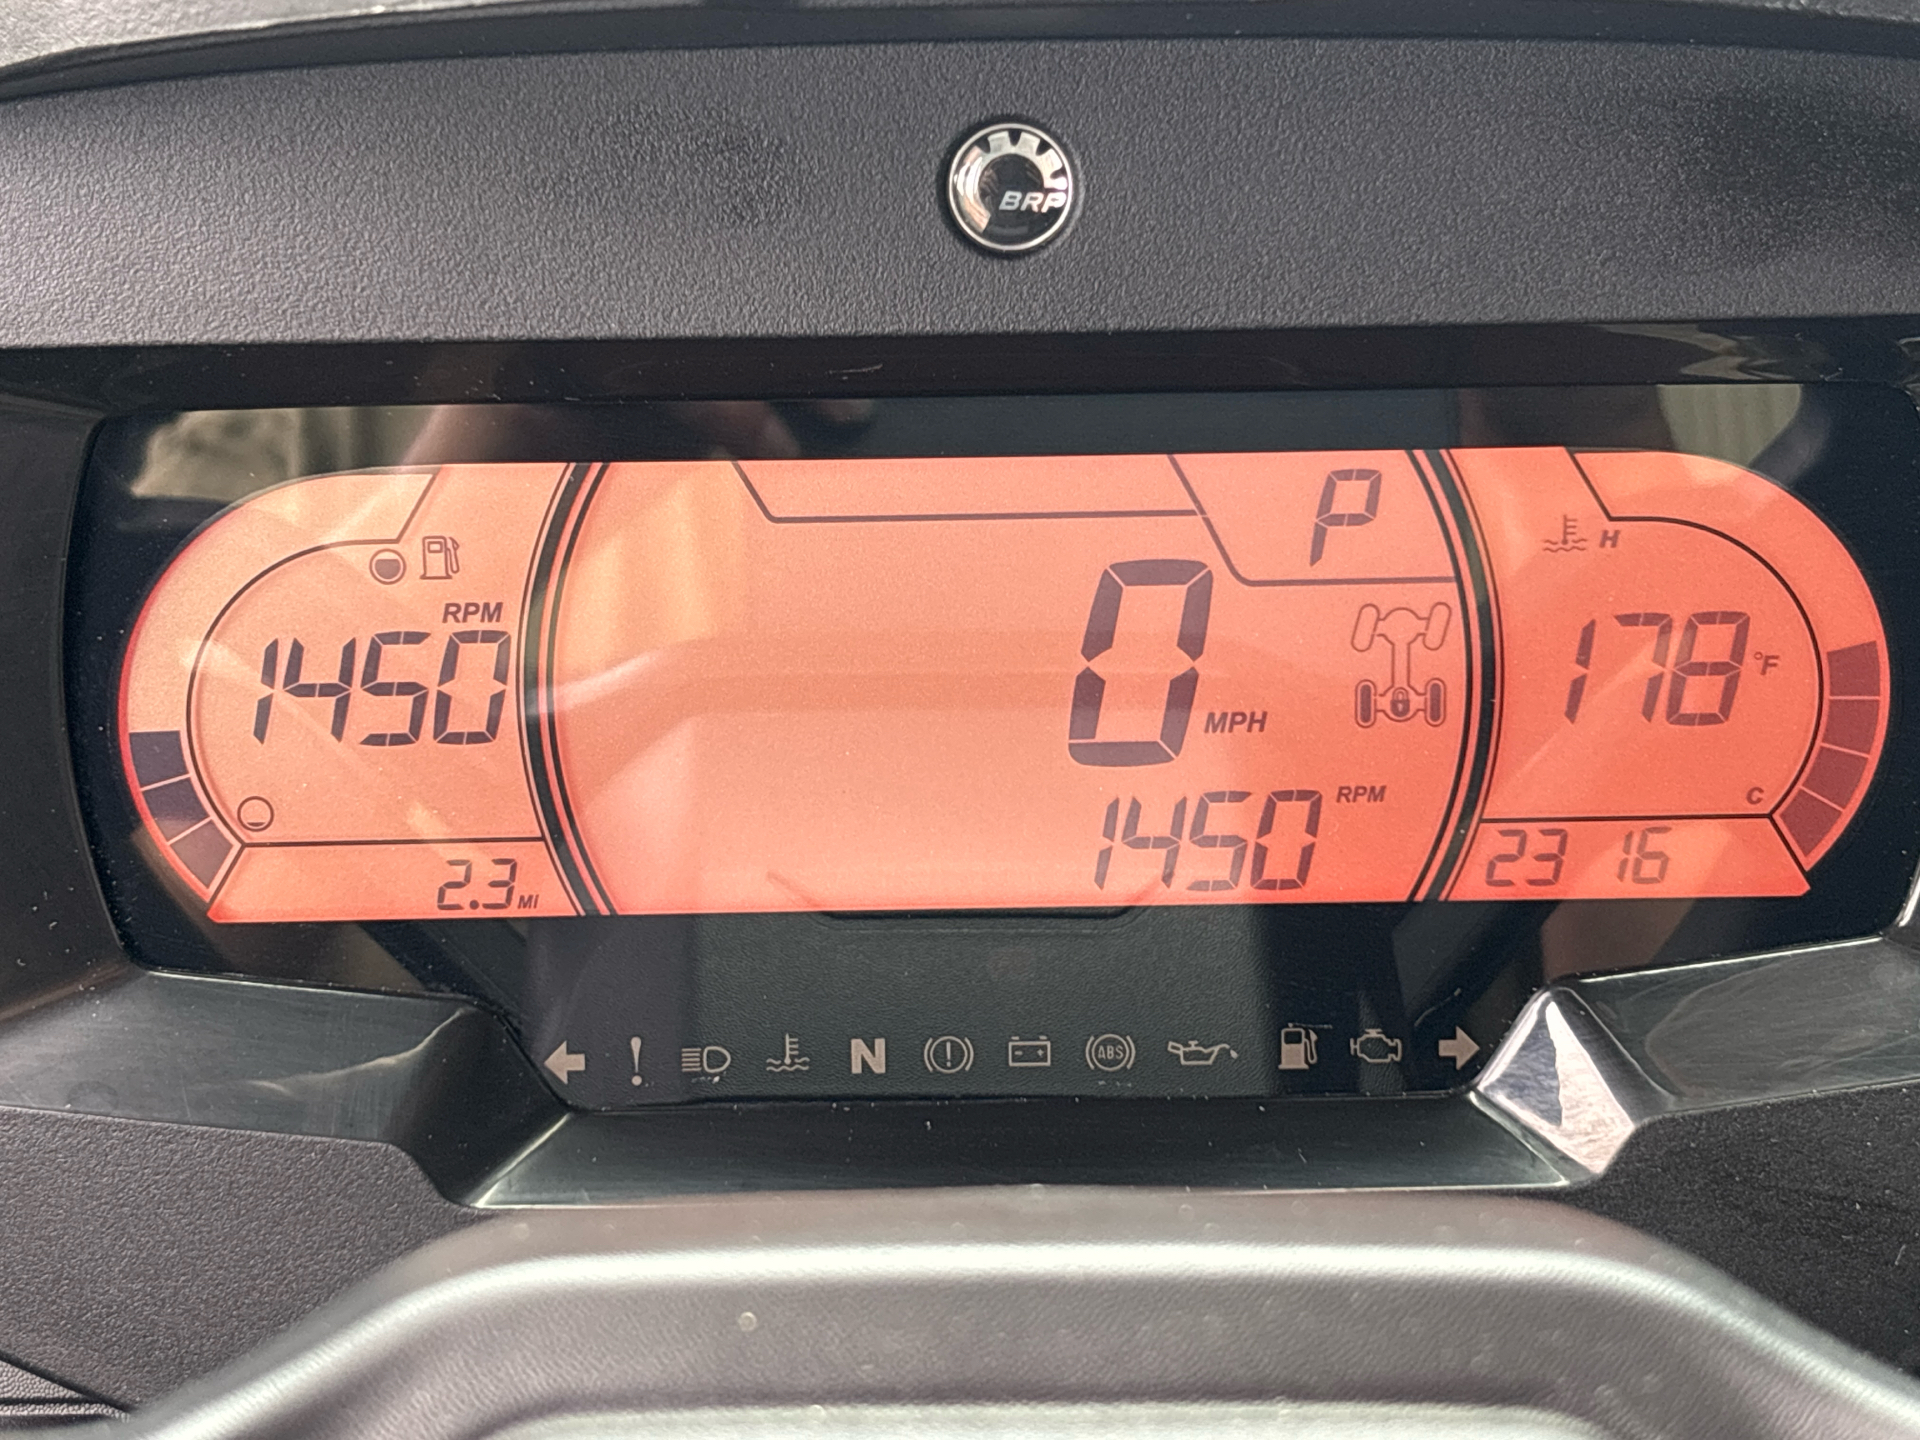 BRP
P
H
RPM
1450
0
MPH
178
°F
1450
RPM
C
2.3 MI
23 16
N
ABS